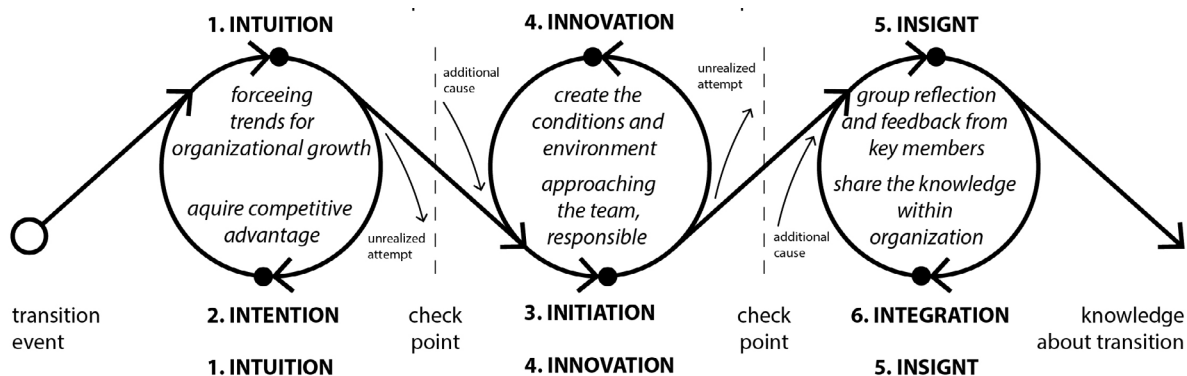 1. INTUITION
4. INNOVATION
5. INSIGNT
forceeing
trends for
organizational growth
aquire competitive
advantage
additional
cause
unrealized
attempt
create the
conditions and
environment
approaching
the team,
responsible
unrealized
attempt
additional
cause
group reflection
and feedback from
key members
share the knowledge
within
organization
transition
event
2. INTENTION
check
point
3. INITIATION
check
point
6. INTEGRATION
knowledge
about transition
1. INTUITION
4. INNOVATION
5. INSIGNT